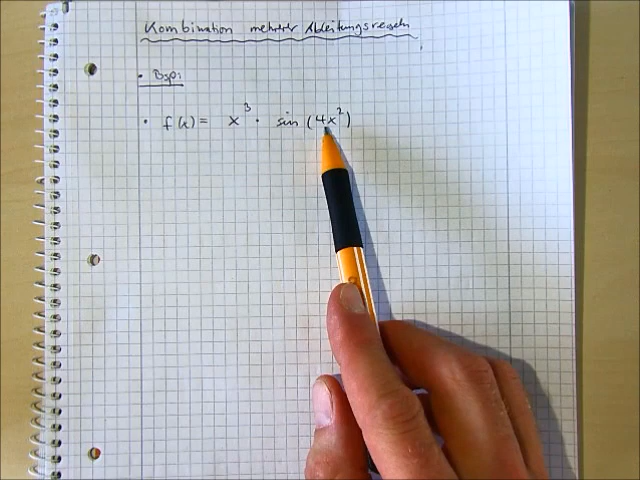 Kombination mehrerer Ableitungsregeln
• Bsp:
• f(x) = x³ · sin (4x²)